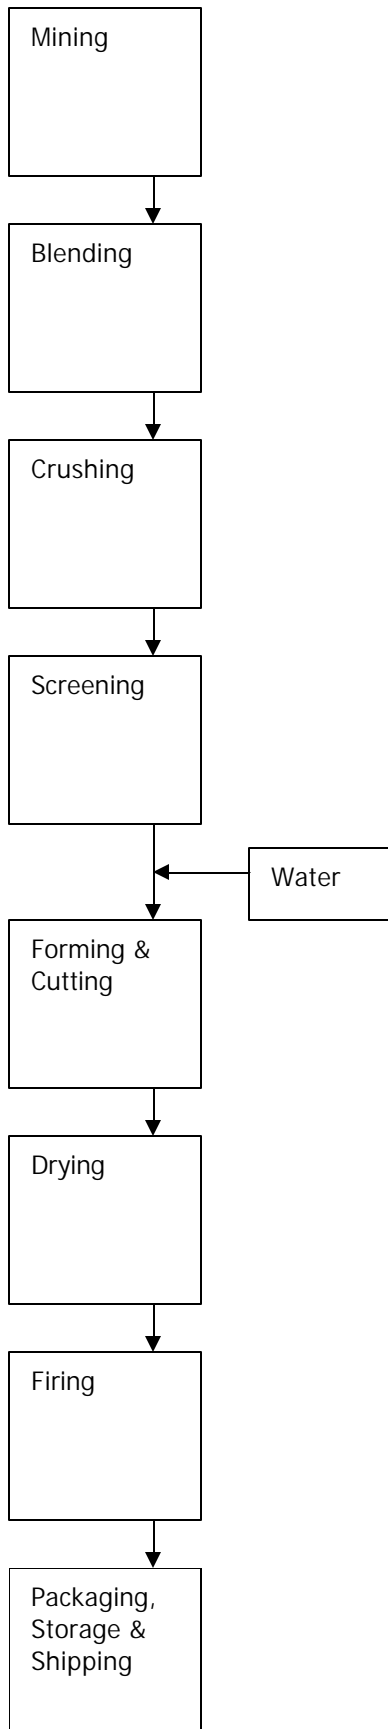 Mining
Blending
Crushing
Screening
Water
Forming &
Cutting
Drying
Firing
Packaging,
Storage &
Shipping